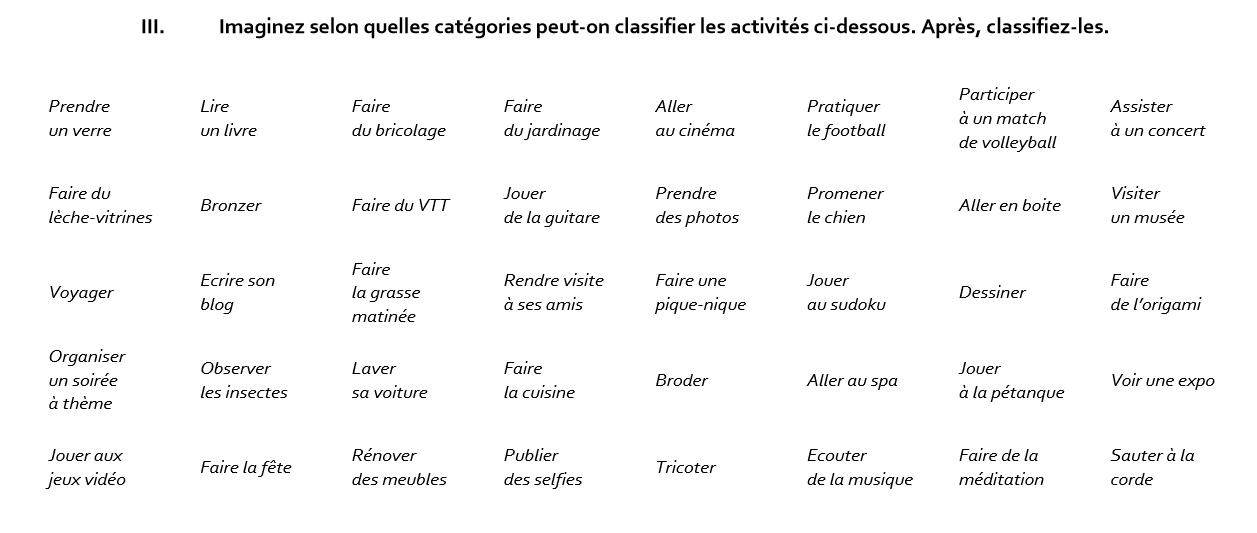 III. Imaginez selon quelles catégories peut-on classifier les activités ci-dessous. Après, classifiez-les.
Prendre
un verre
Lire
un livre
Faire
du bricolage
Faire
du jardinage
Aller
au cinéma
Pratiquer
le football
Participer
à un match
de volleyball
Assister
à un concert
Faire du
lèche-vitrines
Bronzer
Faire du VTT
Jouer
de la guitare
Prendre
des photos
Promener
le chien
Aller en boite
Visiter
un musée
Voyager
Ecrire son
blog
Faire
la grasse
matinée
Rendre visite
à ses amis
Faire une
pique-nique
Jouer
au sudoku
Dessiner
Faire
de l'origami
Organiser
un soirée
à thème
Observer
les insectes
Laver
sa voiture
Faire
la cuisine
Broder
Aller au spa
Jouer
à la pétanque
Voir une expo
Jouer aux
jeux vidéo
Faire la fête
Rénover
des meubles
Publier
des selfies
Tricoter
Ecouter
de la musique
Faire de la
méditation
Sauter à la
corde